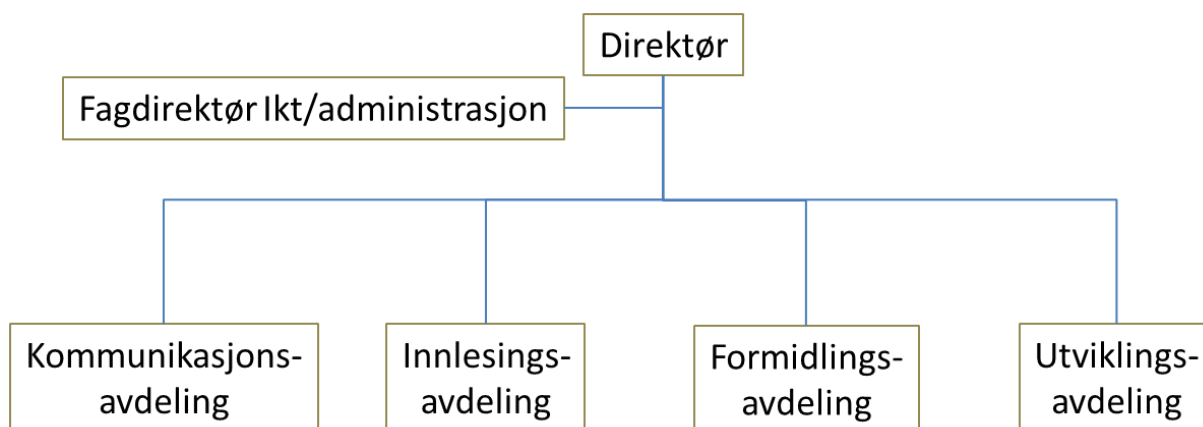 Direktør
Fagdirektør Ikt/administrasjon
Kommunikasjons-
avdeling
Innlesings-
avdeling
Formidlings-
avdeling
Utviklings-
avdeling